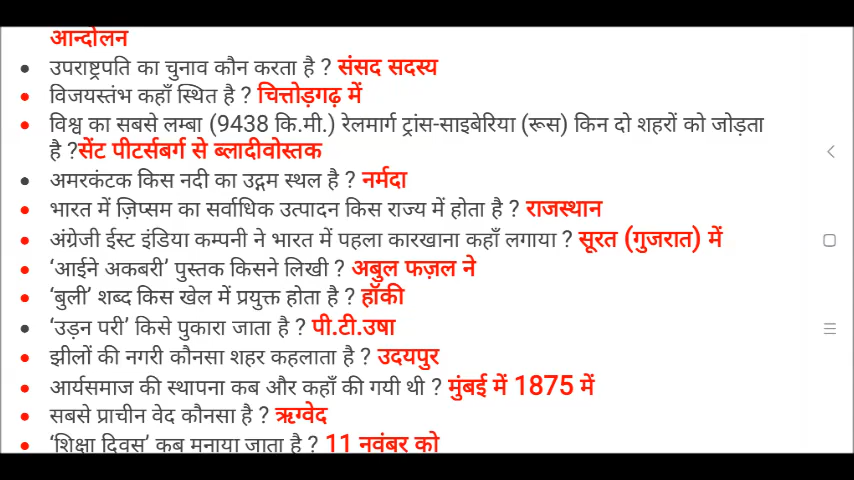 आन्दोलन
उपराष्ट्रपति का चुनाव कौन करता है ? संसद सदस्य
विजयस्तंभ कहाँ स्थित है ? चित्तोड़गढ़ में
विश्व का सबसे लम्बा (9438 कि.मी.) रेलमार्ग ट्रांस-साइबेरिया (रूस) किन दो शहरों को जोड़ता
है ?सेंट पीटर्सबर्ग से ब्लादीवोस्तक
अमरकंटक किस नदी का उद्गम स्थल है ? नर्मदा
भारत में ज़िप्सम का सर्वाधिक उत्पादन किस राज्य में होता है ? राजस्थान
अंग्रेजी ईस्ट इंडिया कम्पनी ने भारत में पहला कारखाना कहाँ लगाया ? सूरत (गुजरात) में
‘आईने अकबरी’ पुस्तक किसने लिखी ? अबुल फज़ल ने
‘बुली’ शब्द किस खेल में प्रयुक्त होता है ? हॉकी
‘उड़न परी’ किसे पुकारा जाता है ? पी.टी.उषा
झीलों की नगरी कौनसा शहर कहलाता है ? उदयपुर
आर्यसमाज की स्थापना कब और कहाँ की गयी थी ? मुंबई में 1875 में
सबसे प्राचीन वेद कौनसा है ? ऋग्वेद
‘शिक्षा दिवस’ कब मनाया जाता है ? 11 नवंबर को